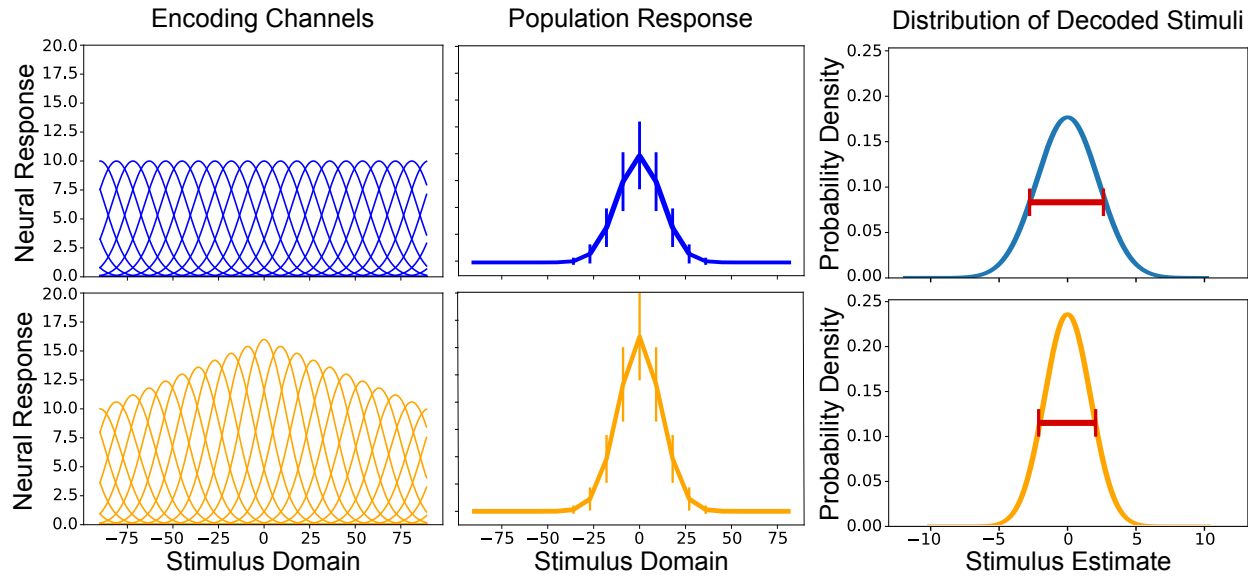 Encoding Channels
Population Response
Distribution of Decoded Stimuli
Neural Response
20.0
17.5
15.0
12.5
10.0
7.5
5.0
2.5
0.0
Probability Density
0.25
0.20
0.15
0.10
0.05
0.00
Neural Response
20.0
17.5
15.0
12.5
10.0
7.5
5.0
2.5
0.0
−75 −50 −25 0 25 50 75
Stimulus Domain
−75 −50 −25 0 25 50 75
Stimulus Domain
Probability Density
0.25
0.20
0.15
0.10
0.05
0.00
−10 −5 0 5 10
Stimulus Estimate